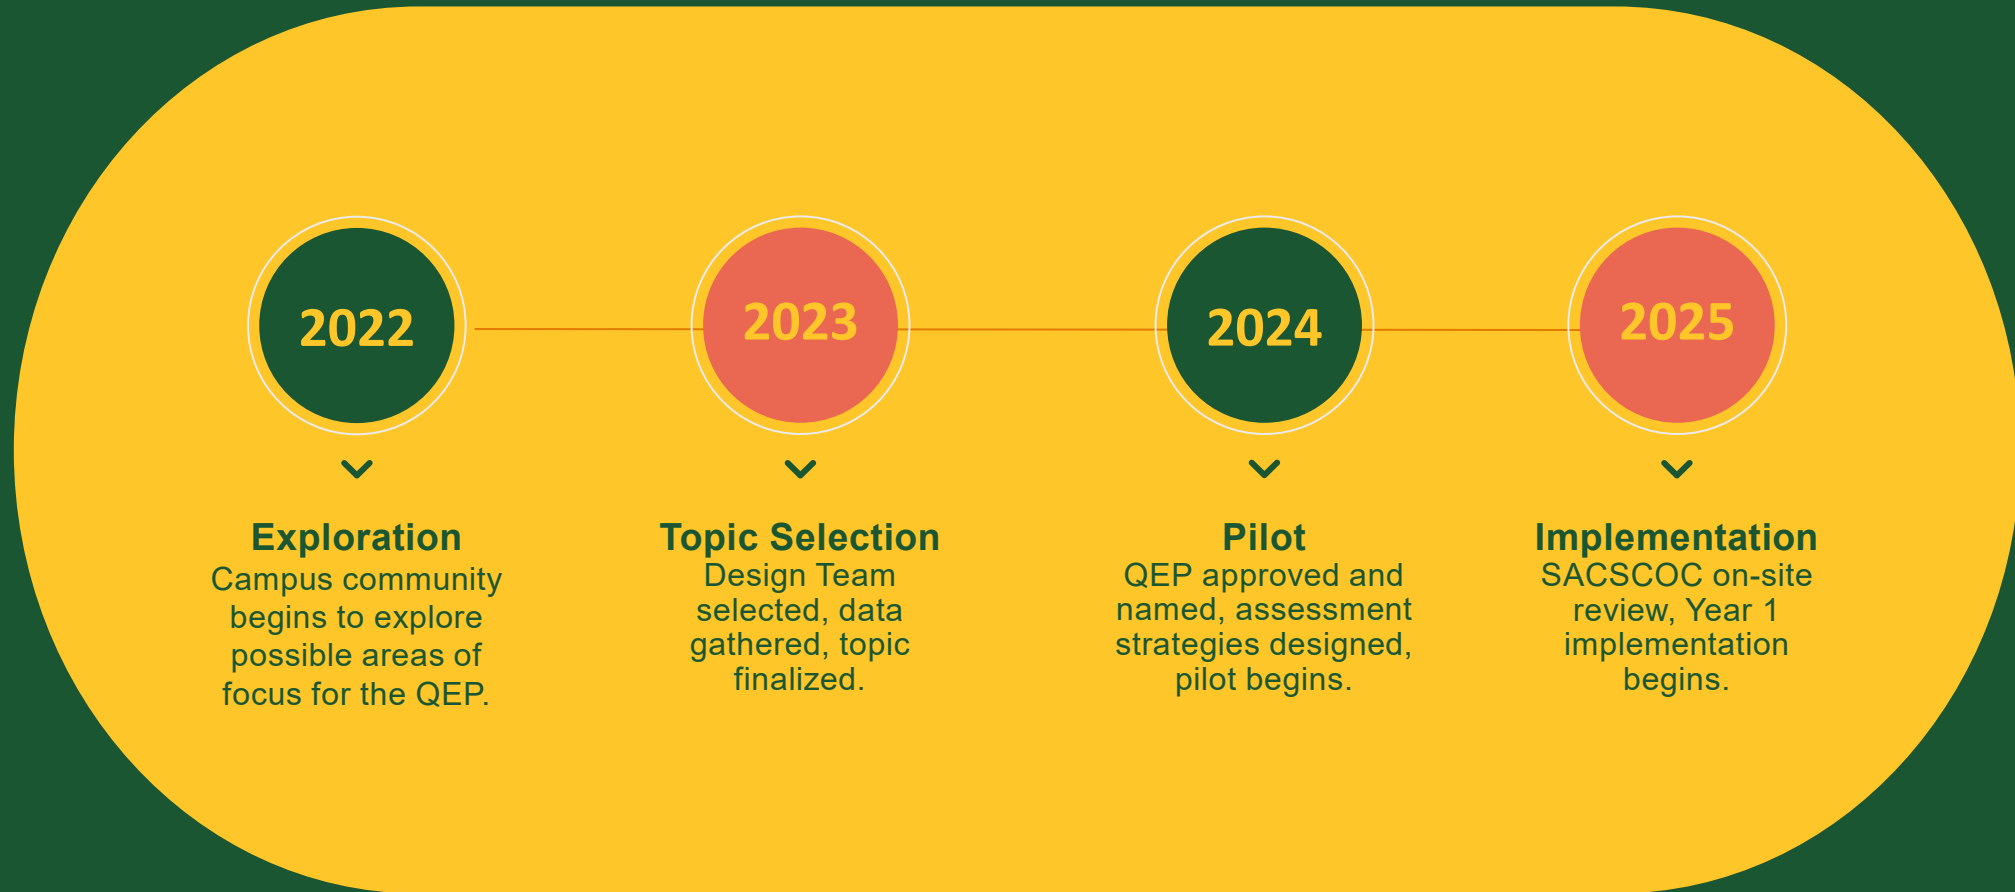 2022
Exploration
Campus community
begins to explore
possible areas of
focus for the QEP.
2023
Topic Selection
Design Team
selected, data
gathered, topic
finalized.
2024
Pilot
QEP approved and
named, assessment
strategies designed,
pilot begins.
2025
Implementation
SACSCOC on-site
review, Year 1
implementation
begins.